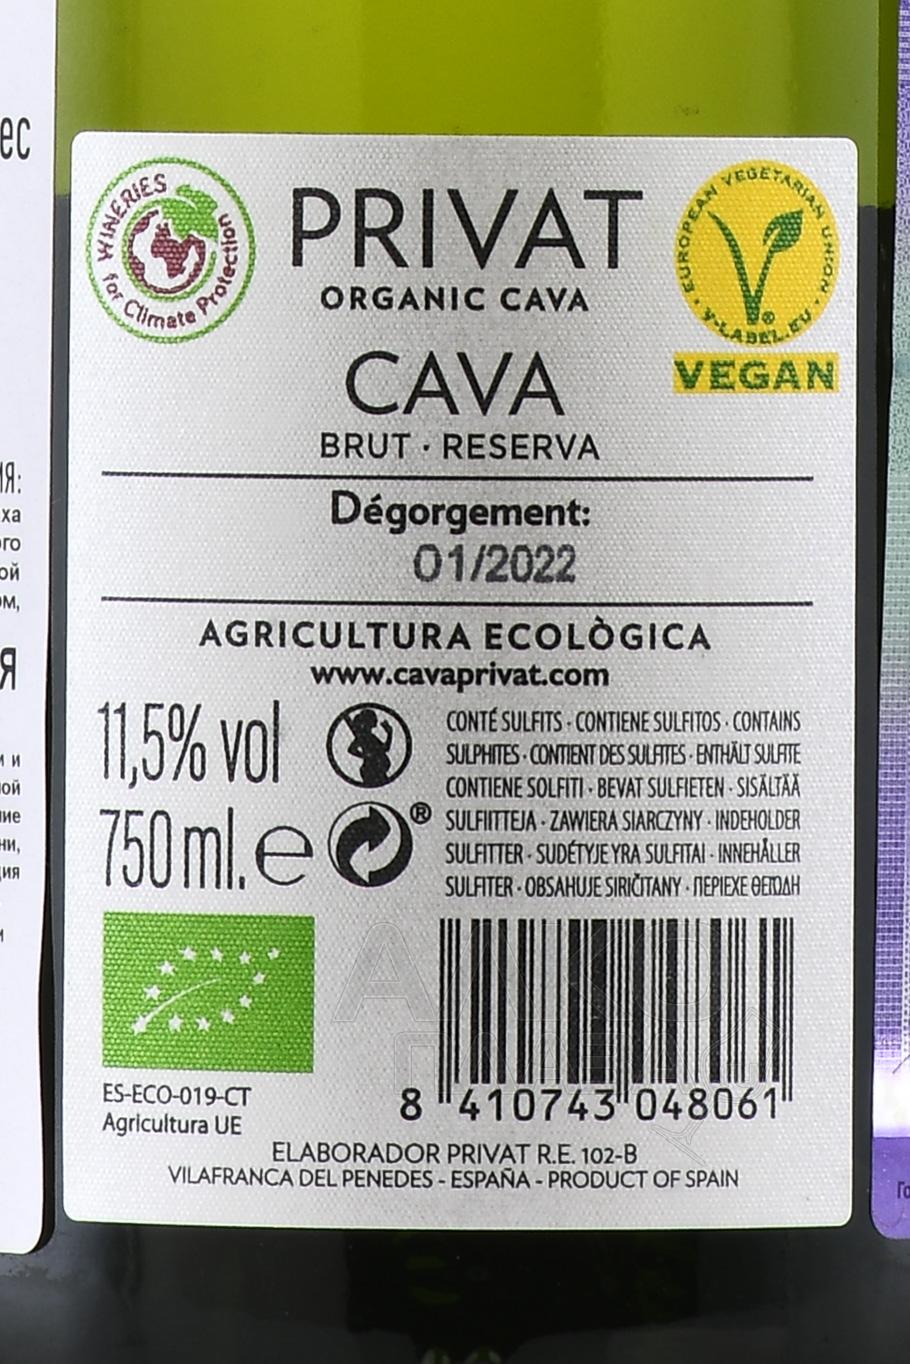 WINERIES
for Climate Protection
PRIVAT
ORGANIC CAVA
EUROPEAN VEGETARIAN UNION
V-LABEL.EU
VEGAN
CAVA
BRUT · RESERVA
Dégorgement:
01/2022
AGRICULTURA ECOLÒGICA
www.cavaprivat.com
11,5% vol
750 ml. e
®
CONTÉ SULFITS · CONTIENE SULFITOS · CONTAINS
SULPHITES · CONTIENT DES SULFITES · ENTHÄLT SULFITE
CONTIENE SOLFITI · BEVAT SULFIETEN · SISÄLTÄÄ
SULFIITTEJA · ZAWIERA SIARCZYNY · INDEHOLDER
SULFITTER · SUDĖTYJE YRA SULFITAI · INNEHÅLLER
SULFITER · OBSAHUJE SIRIČITANY · ΠΕΡΙΕΧΕ ΘΕΙΩΔΗ
8 410743 048061
ES-ECO-019-CT
Agricultura UE
ELABORADOR PRIVAT R.E. 102-B
VILAFRANCA DEL PENEDES - ESPAÑA - PRODUCT OF SPAIN